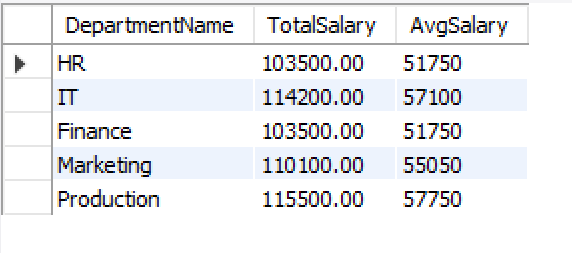 DepartmentName TotalSalary AvgSalary
HR 103500.00 51750
IT 114200.00 57100
Finance 103500.00 51750
Marketing 110100.00 55050
Production 115500.00 57750